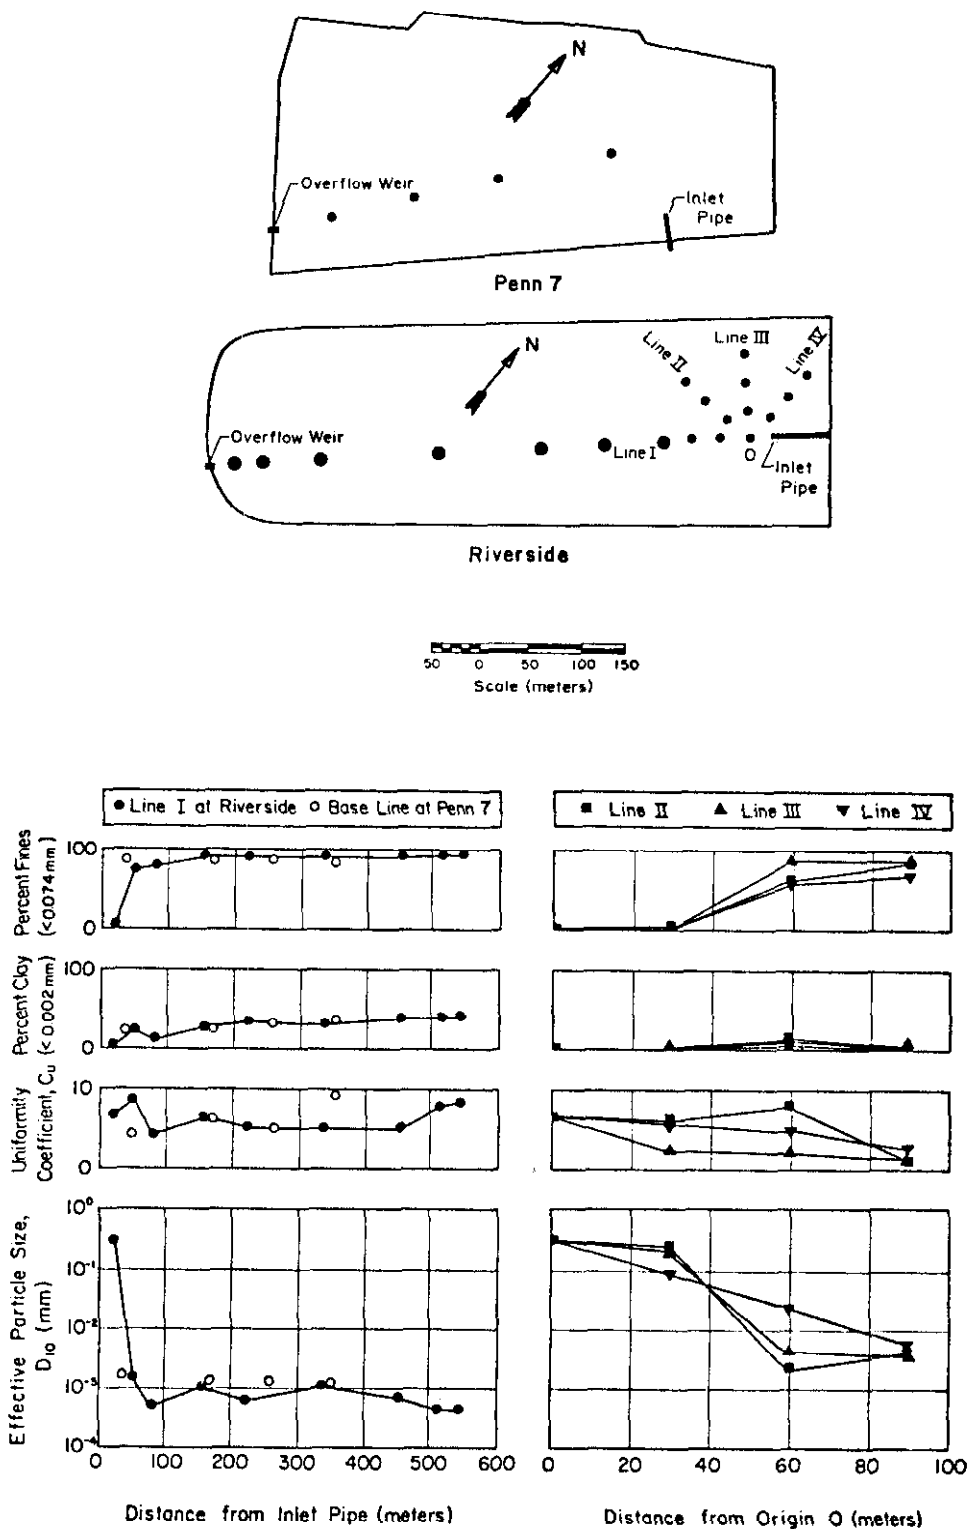 N
Overflow Weir
Inlet
Pipe
Penn 7
Line II
Line III
Line IV
N
Overflow Weir
Line I
O
Inlet
Pipe
Riverside
50 0 50 100 150
Scale (meters)
● Line I at Riverside ○ Base Line at Penn 7
■ Line II ▲ Line III ▼ Line IV
Percent Fines
(<0.074mm)
100
0
Percent Clay
(<0.002mm)
100
0
Uniformity
Coefficient, Cu
10
0
Effective Particle Size,
D10 (mm)
10^0
10^-1
10^-2
10^-3
10^-4
0 100 200 300 400 500 600
Distance from Inlet Pipe (meters)
0 20 40 60 80 100
Distance from Origin O (meters)